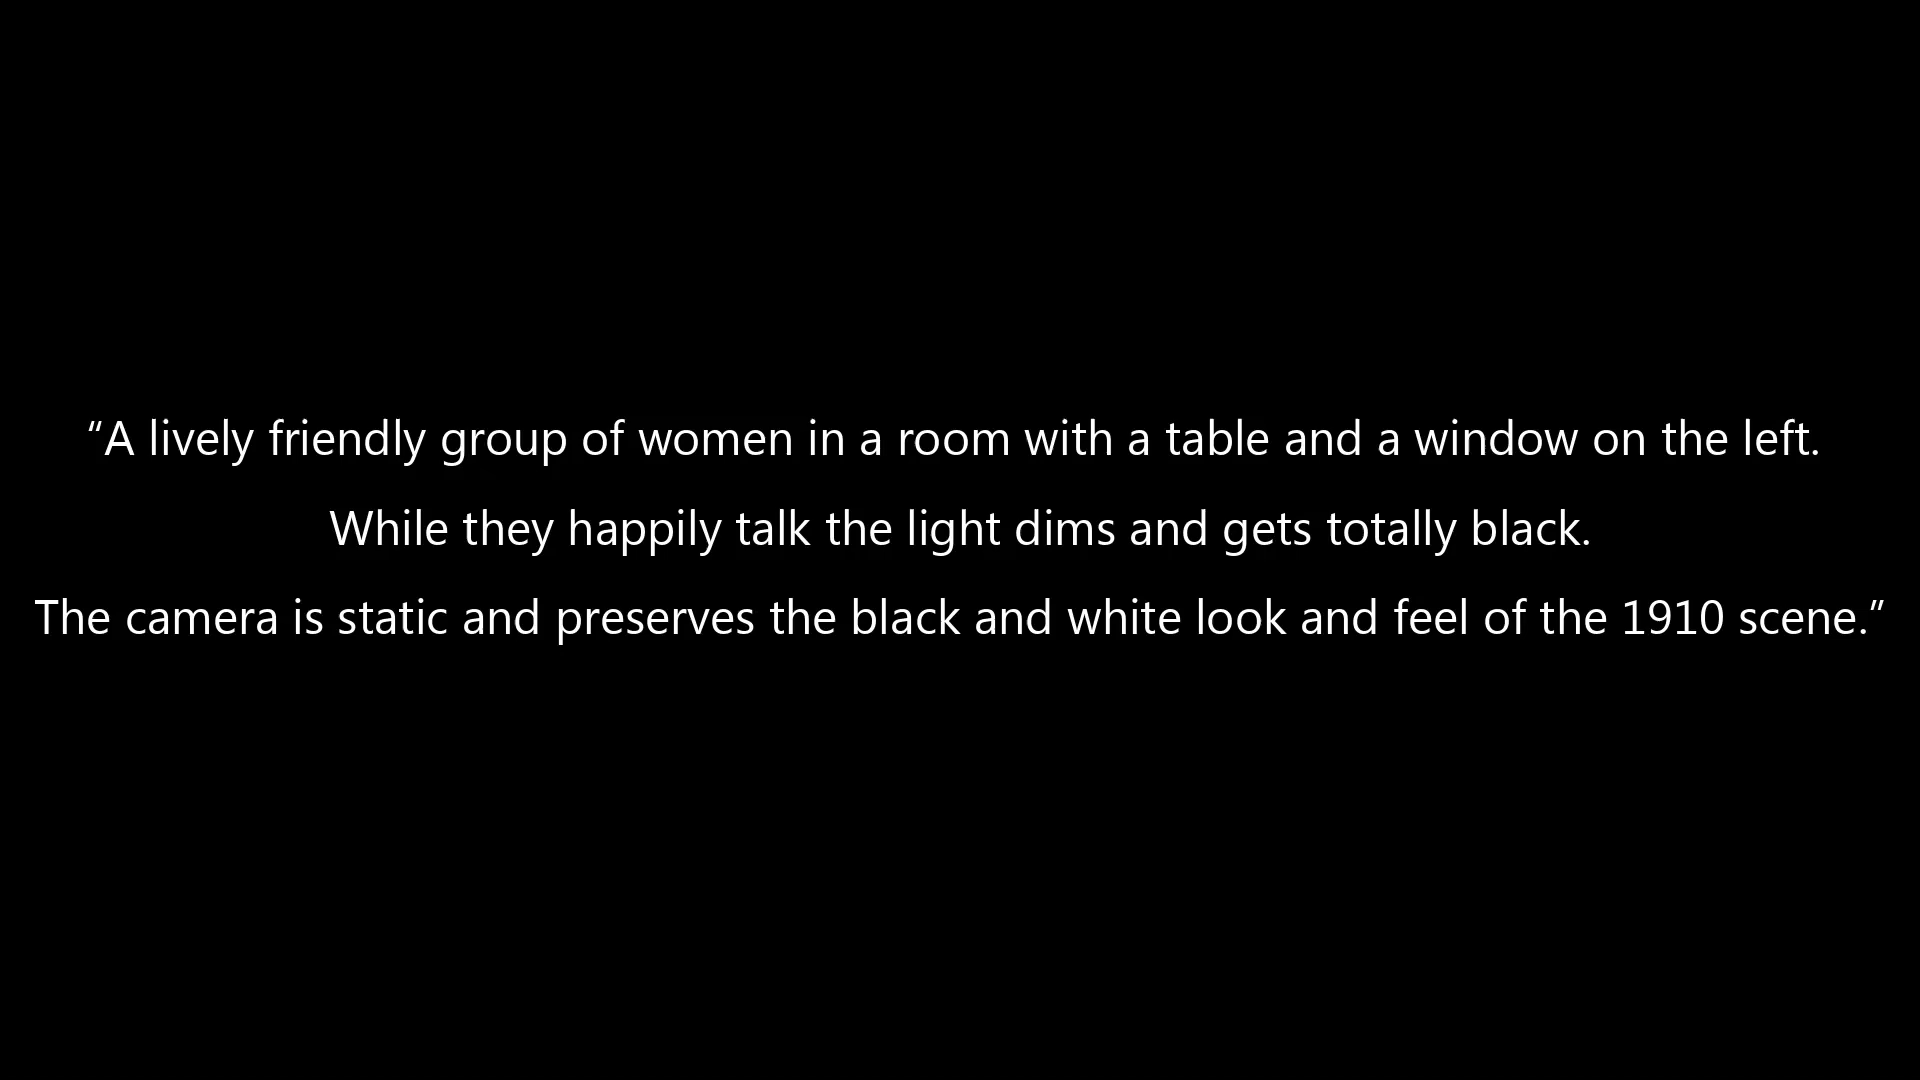 “A lively friendly group of women in a room with a table and a window on the left.
While they happily talk the light dims and gets totally black.
The camera is static and preserves the black and white look and feel of the 1910 scene.”